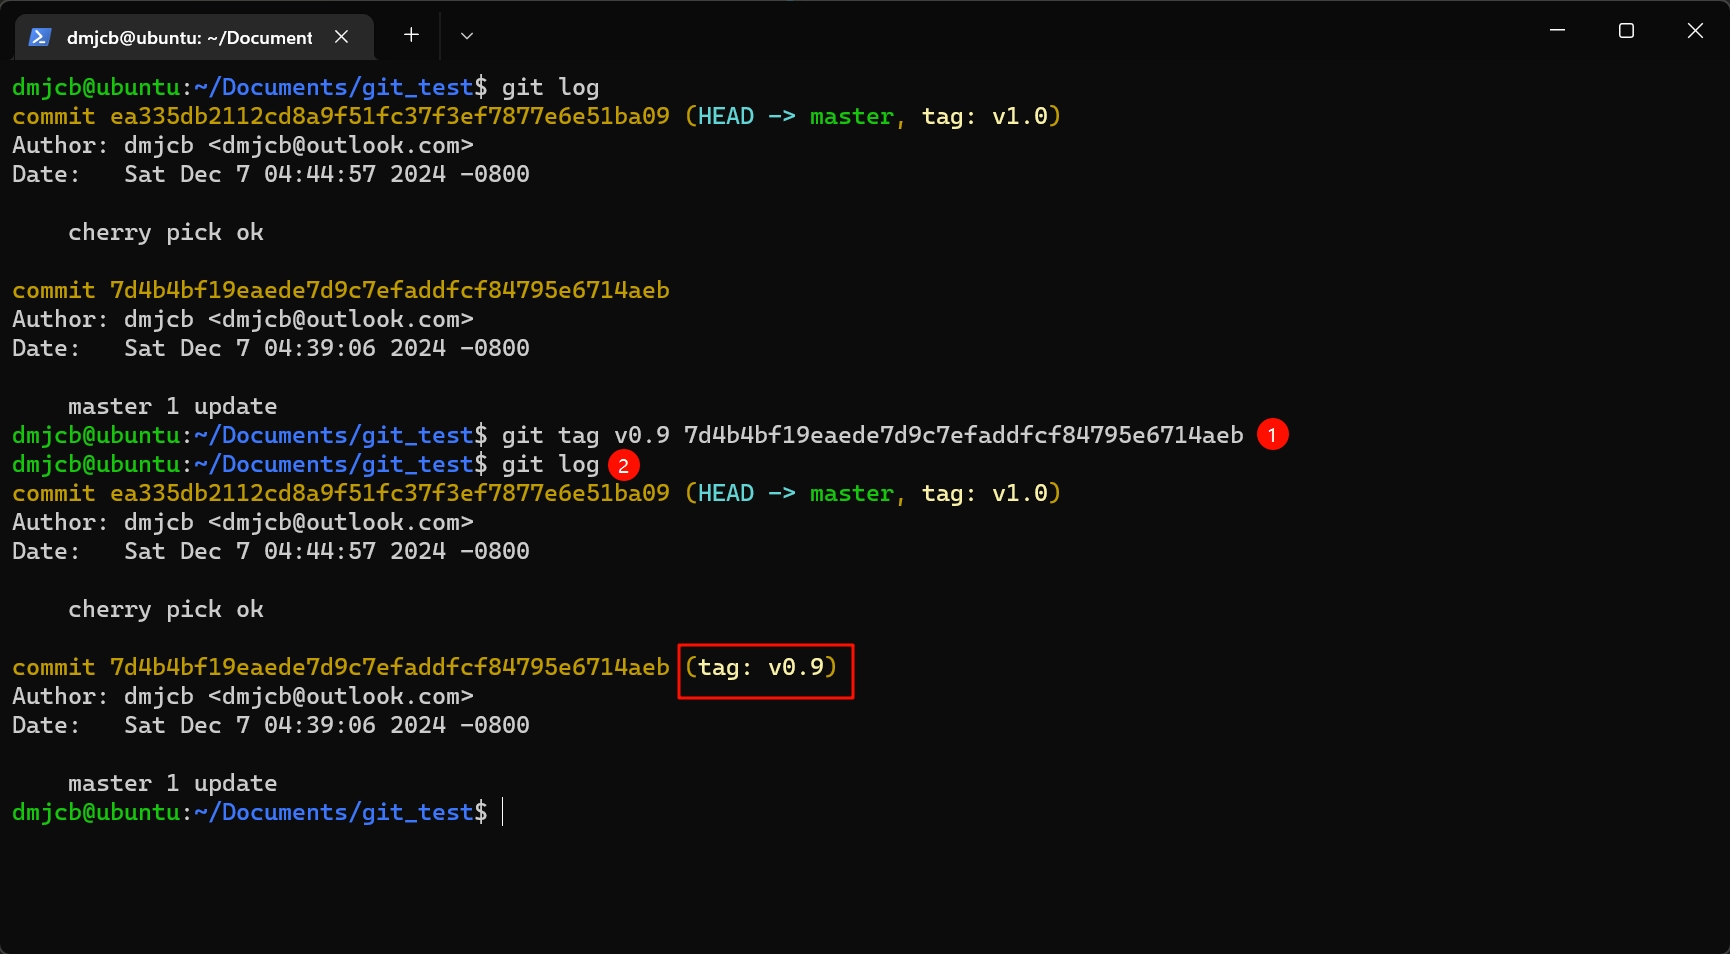 dmjcb@ubuntu: ~/Document
dmjcb@ubuntu:~/Documents/git_test$ git log
commit ea335db2112cd8a9f51fc37f3ef7877e6e51ba09 (HEAD -> master, tag: v1.0)
Author: dmjcb <dmjcb@outlook.com>
Date:   Sat Dec 7 04:44:57 2024 -0800
    cherry pick ok
commit 7d4b4bf19eaede7d9c7efaddfcf84795e6714aeb
Author: dmjcb <dmjcb@outlook.com>
Date:   Sat Dec 7 04:39:06 2024 -0800
    master 1 update
dmjcb@ubuntu:~/Documents/git_test$ git tag v0.9 7d4b4bf19eaede7d9c7efaddfcf84795e6714aeb 1
dmjcb@ubuntu:~/Documents/git_test$ git log 2
commit ea335db2112cd8a9f51fc37f3ef7877e6e51ba09 (HEAD -> master, tag: v1.0)
Author: dmjcb <dmjcb@outlook.com>
Date:   Sat Dec 7 04:44:57 2024 -0800
    cherry pick ok
commit 7d4b4bf19eaede7d9c7efaddfcf84795e6714aeb (tag: v0.9)
Author: dmjcb <dmjcb@outlook.com>
Date:   Sat Dec 7 04:39:06 2024 -0800
    master 1 update
dmjcb@ubuntu:~/Documents/git_test$